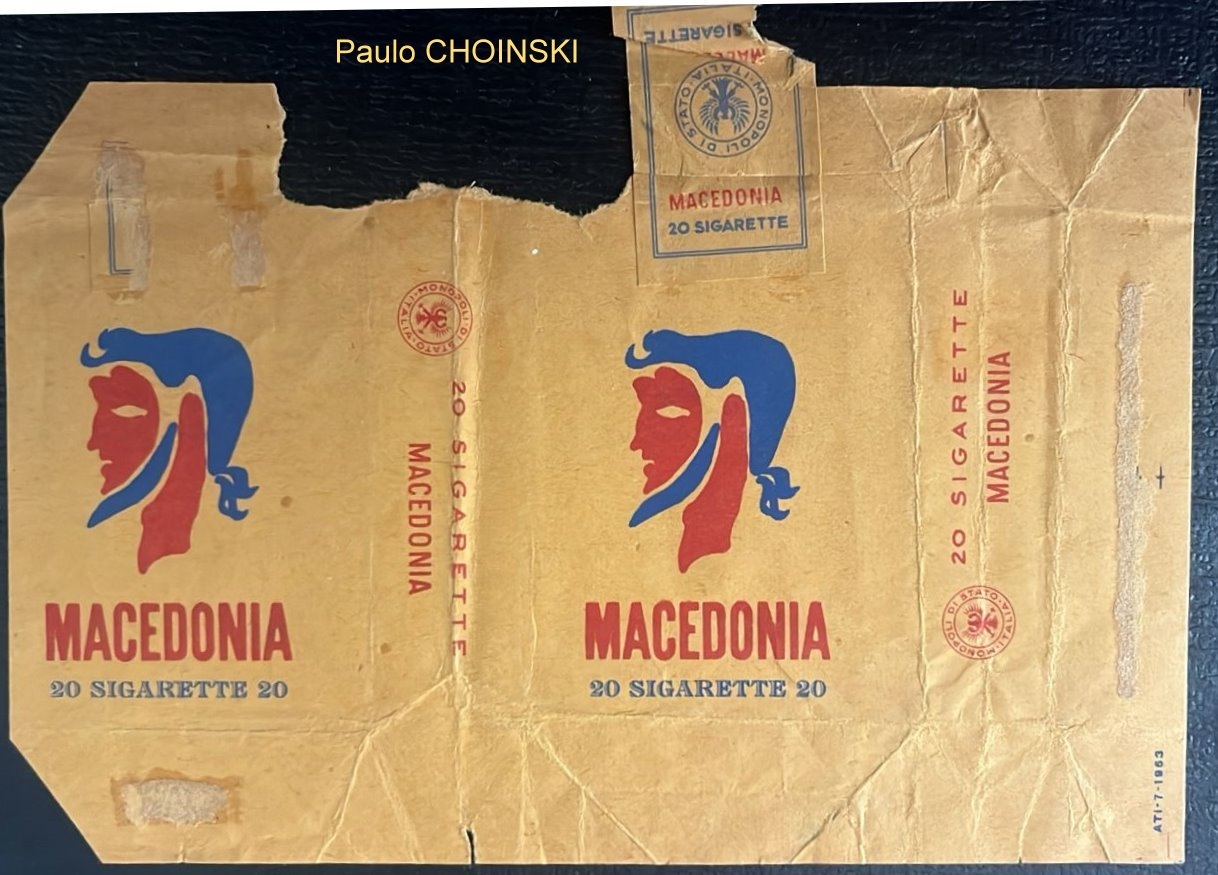 Paulo CHOINSKI
SIGARETTE
MONOPOLI DI STATO · ITALIA ·
MACEDONIA
20 SIGARETTE
MONOPOLI DI STATO · ITALIA ·
20 SIGARETTE
MACEDONIA
20 SIGARETTE
MACEDONIA
MONOPOLI DI STATO · ITALIA ·
MACEDONIA
20 SIGARETTE 20
MACEDONIA
20 SIGARETTE 20
ATI-7-1963